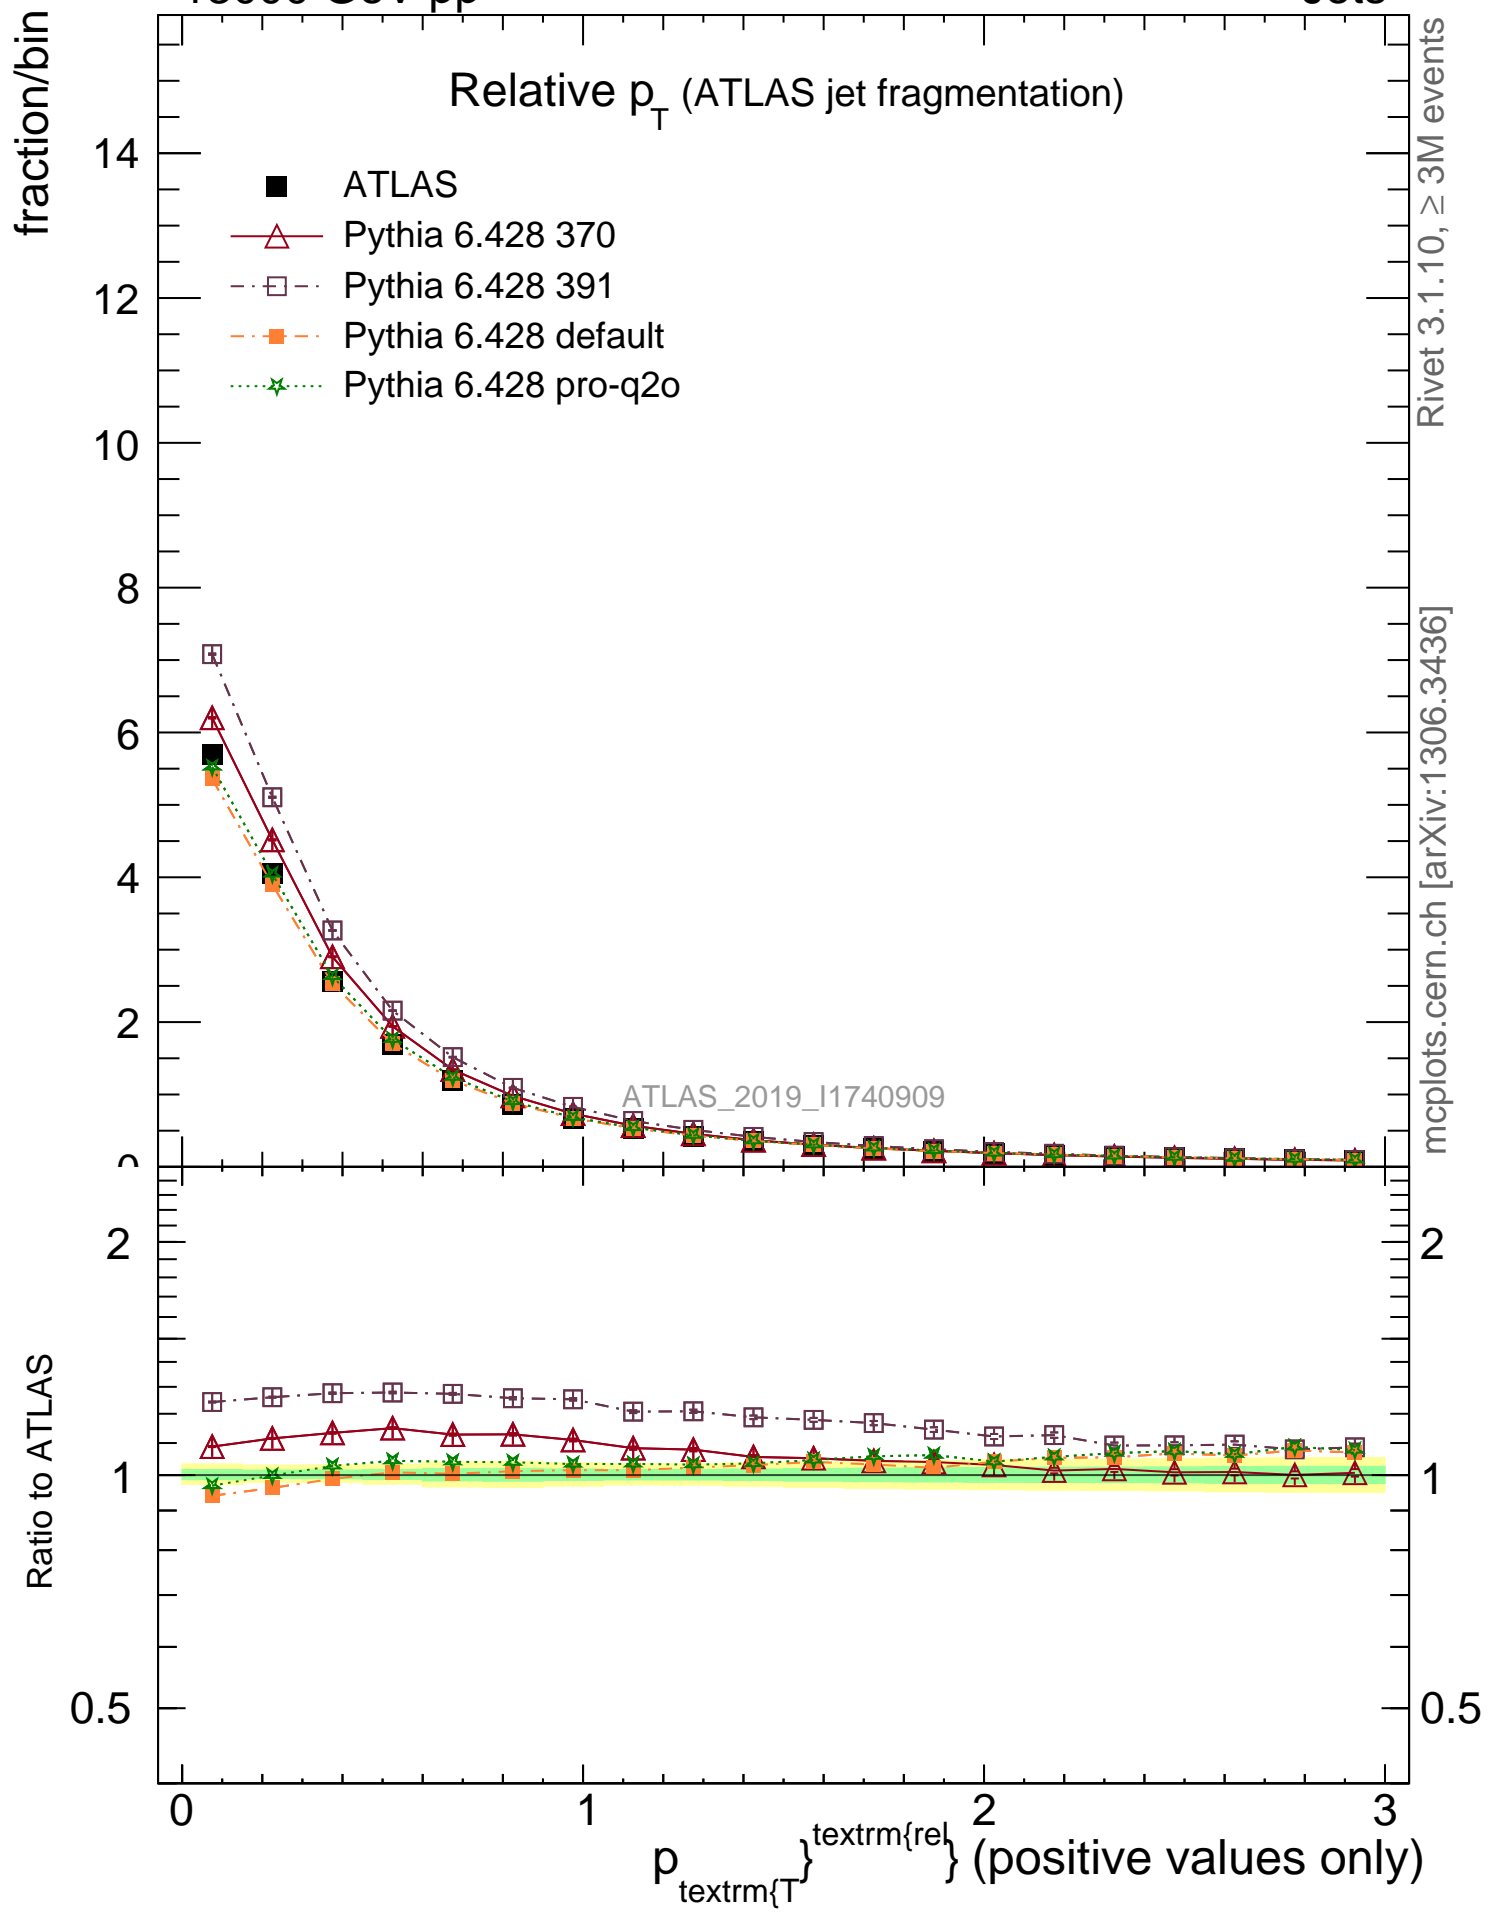 fraction/bin
Relative pT (ATLAS jet fragmentation)
ATLAS
Pythia 6.428 370
Pythia 6.428 391
Pythia 6.428 default
Pythia 6.428 pro-q2o
14
12
10
8
6
4
2
ATLAS_2019_I1740909
Rivet 3.1.10, ≥ 3M events
mcplots.cern.ch [arXiv:1306.3436]
Ratio to ATLAS
2
1
0.5
2
1
0.5
0 1 2 3
p_textrm{T}^textrm{rel} (positive values only)